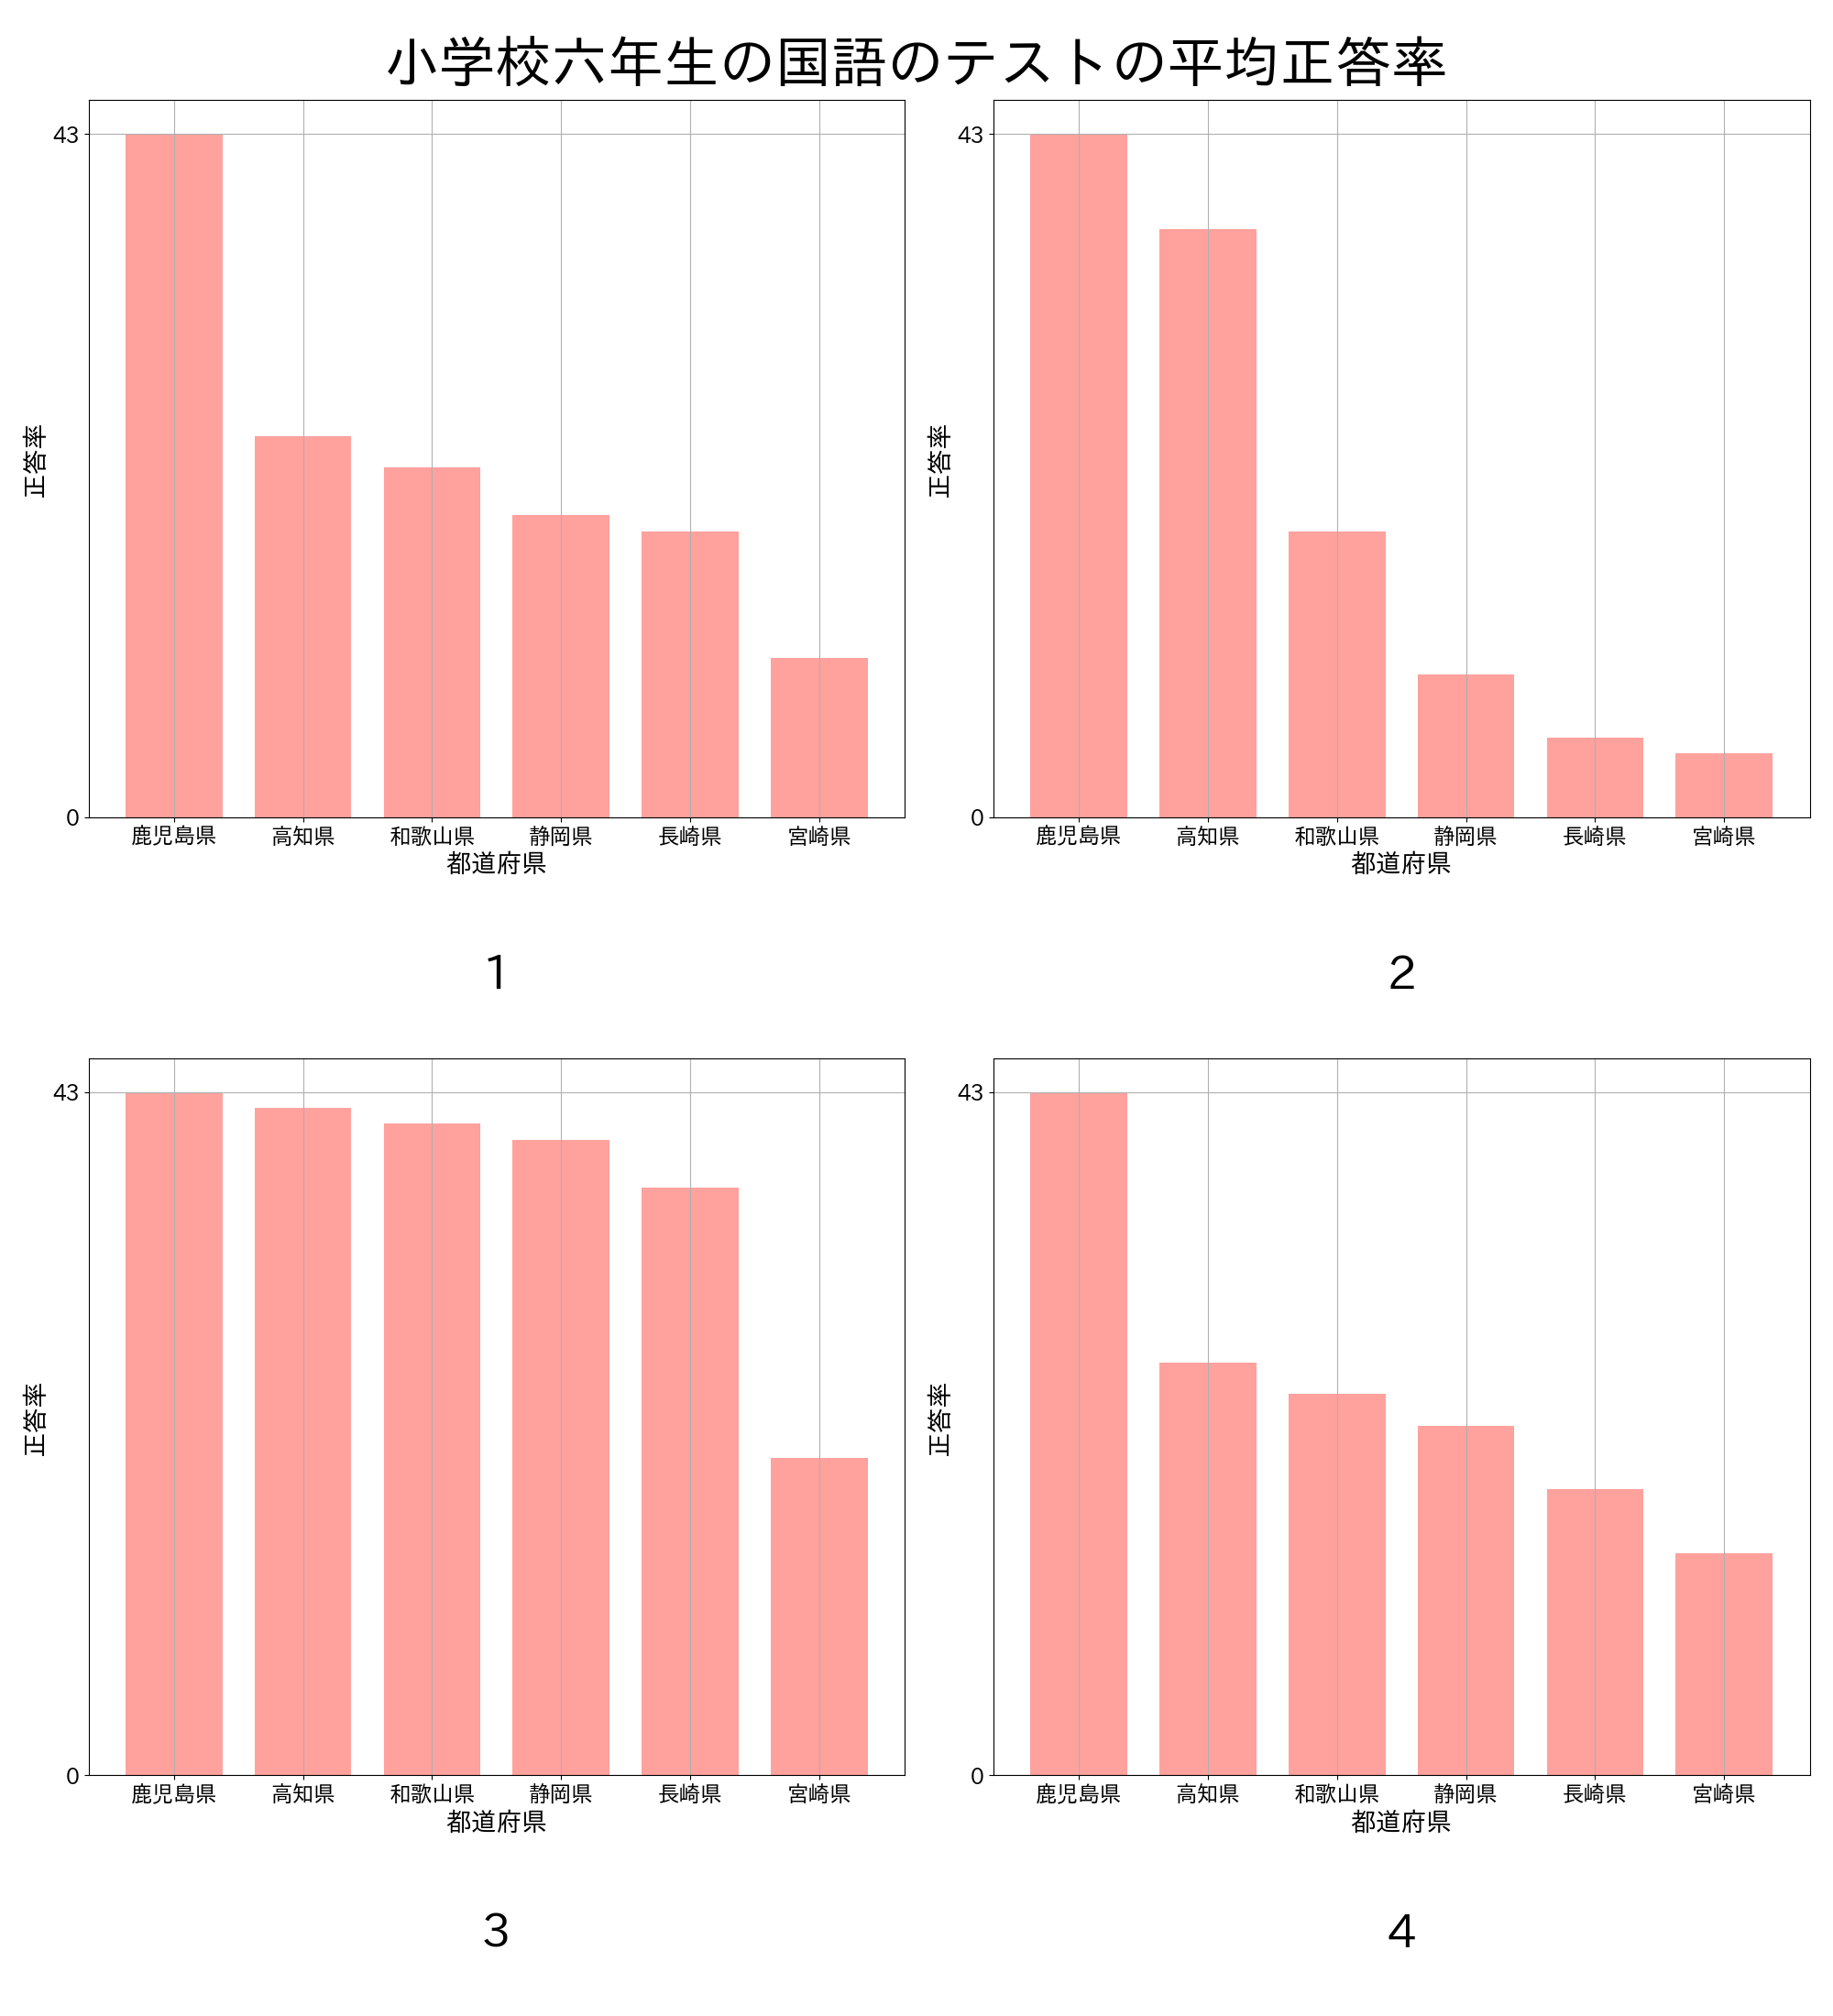 小学校六年生の国語のテストの平均正答率
43
正答率
0
鹿児島県 高知県 和歌山県 静岡県 長崎県 宮崎県
都道府県
1
43
正答率
0
鹿児島県 高知県 和歌山県 静岡県 長崎県 宮崎県
都道府県
2
43
正答率
0
鹿児島県 高知県 和歌山県 静岡県 長崎県 宮崎県
都道府県
3
43
正答率
0
鹿児島県 高知県 和歌山県 静岡県 長崎県 宮崎県
都道府県
4